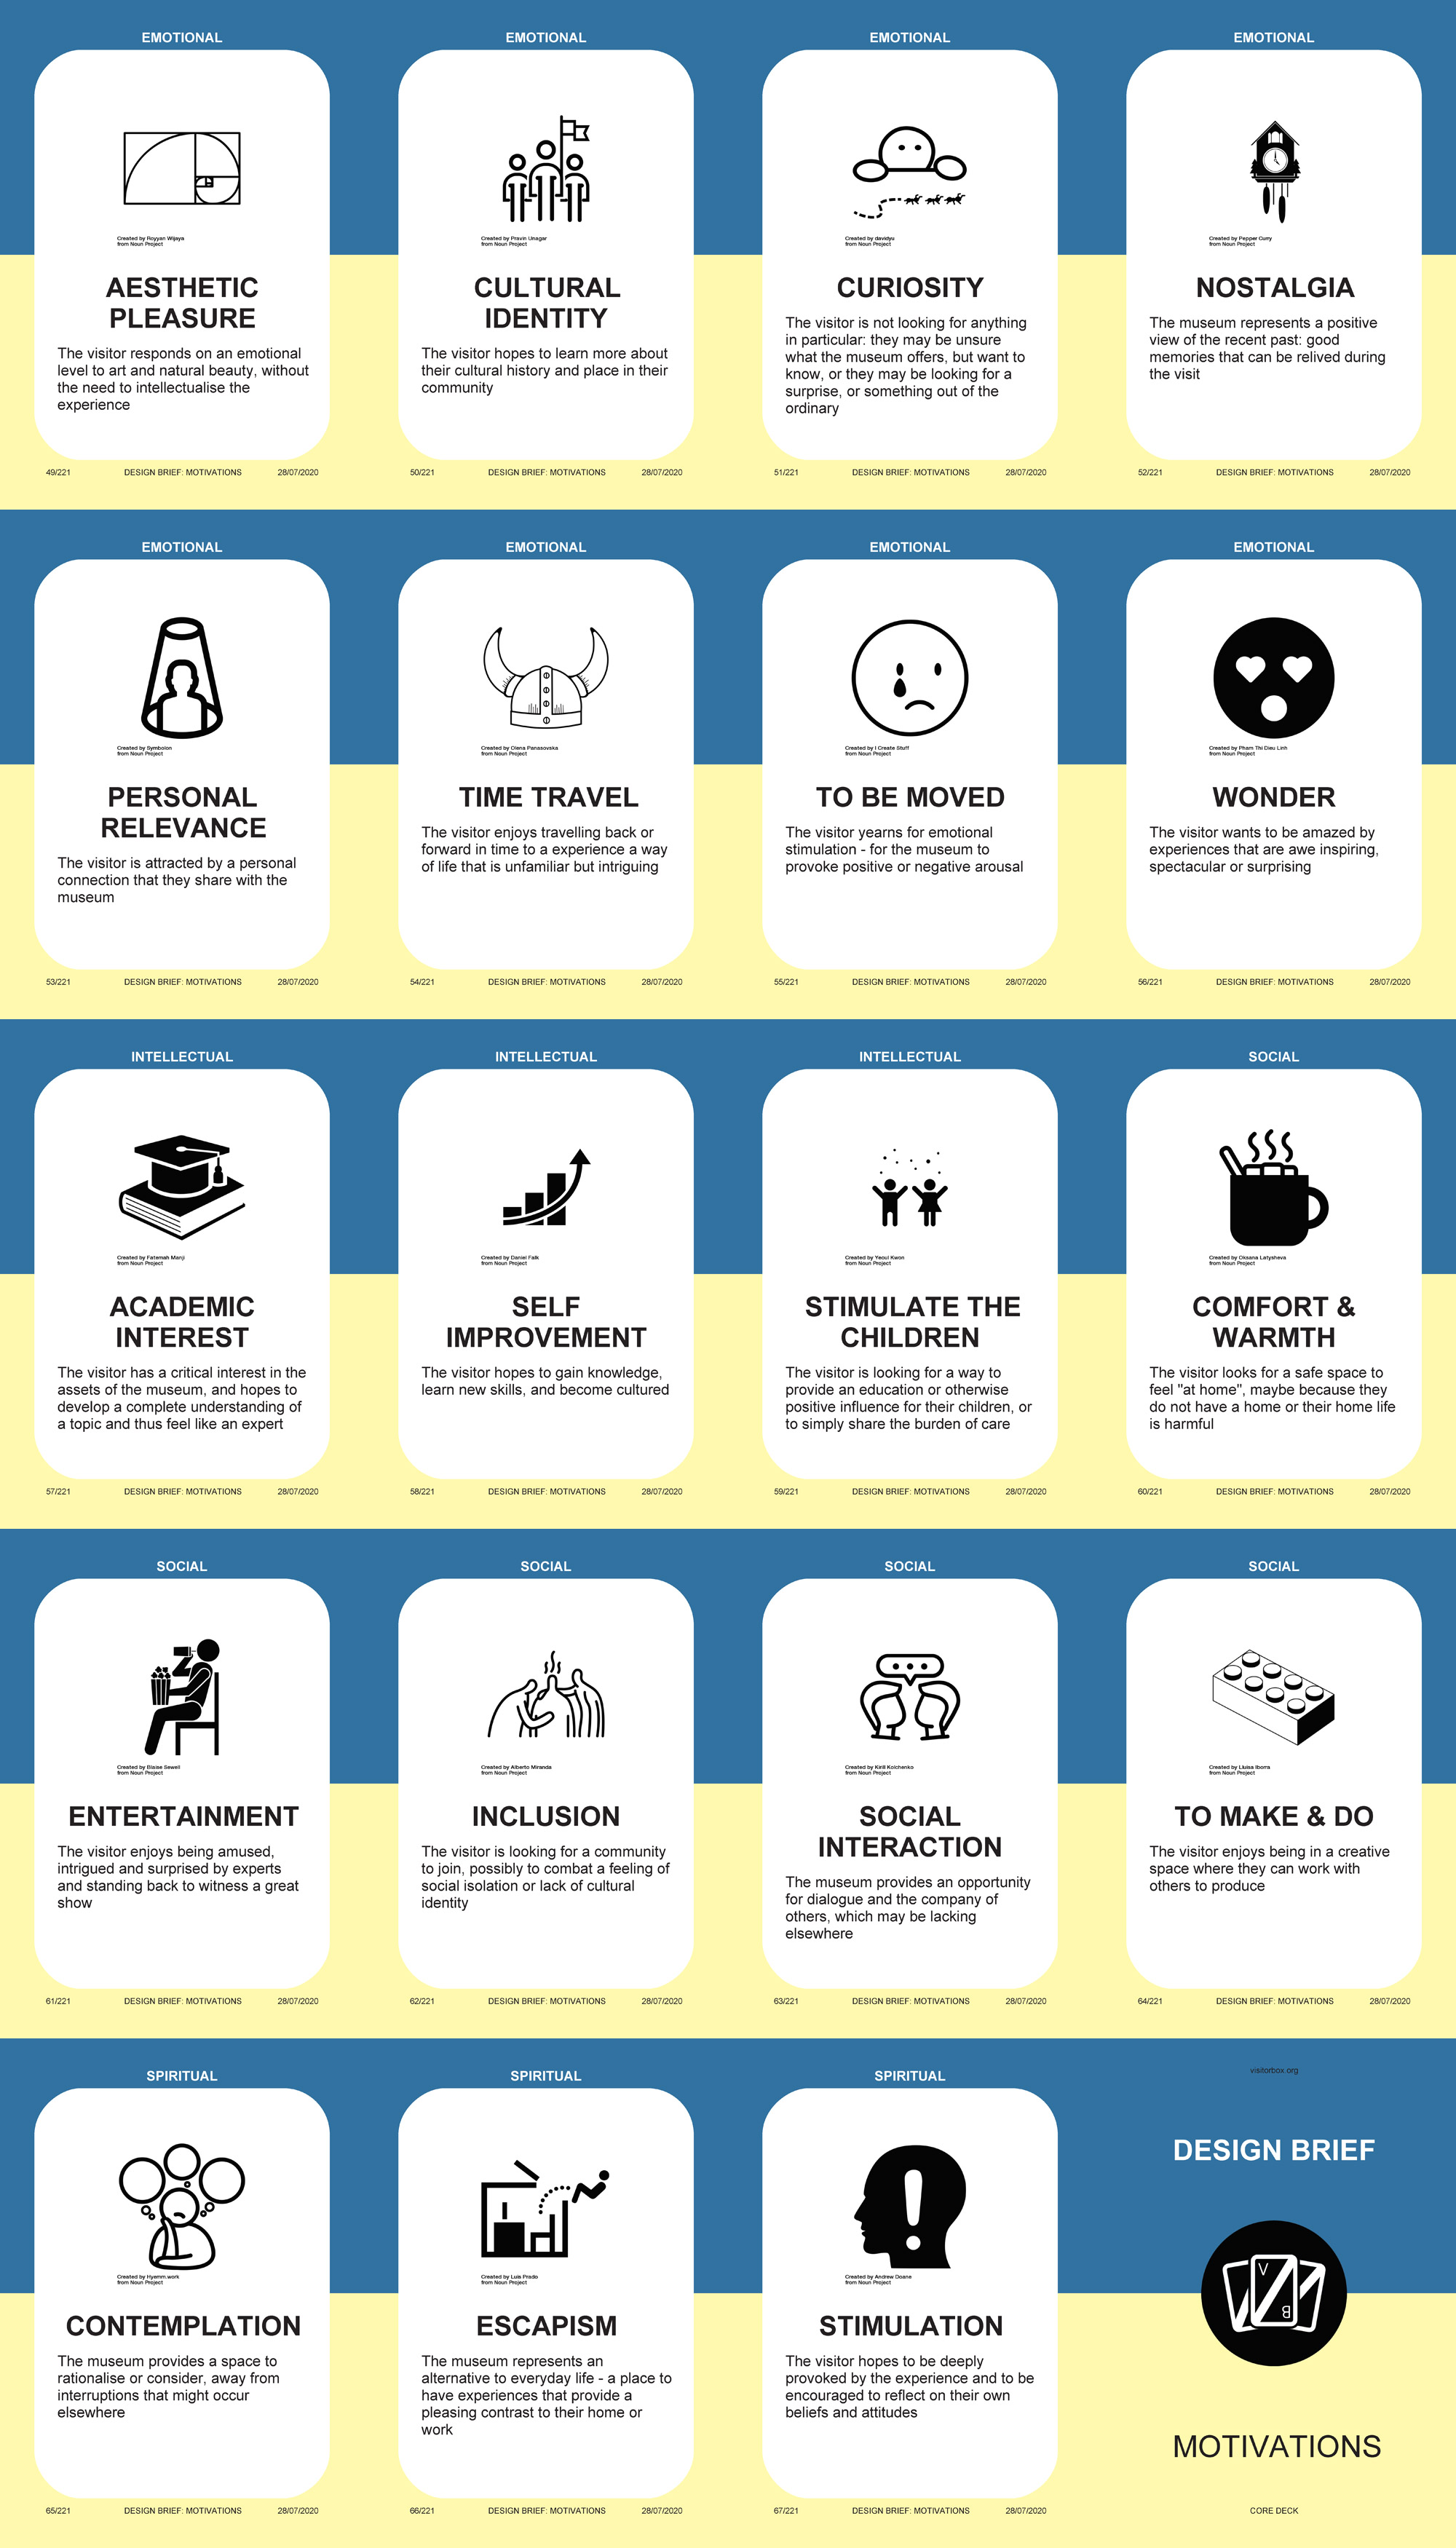 EMOTIONAL
Created by Royyan Wijaya
from Noun Project
AESTHETIC
PLEASURE
The visitor responds on an emotional
level to art and natural beauty, without
the need to intellectualise the
experience
49/221 DESIGN BRIEF: MOTIVATIONS 28/07/2020
EMOTIONAL
Created by Pravin Unagar
from Noun Project
CULTURAL
IDENTITY
The visitor hopes to learn more about
their cultural history and place in their
community
50/221 DESIGN BRIEF: MOTIVATIONS 28/07/2020
EMOTIONAL
Created by davidyu
from Noun Project
CURIOSITY
The visitor is not looking for anything
in particular: they may be unsure
what the museum offers, but want to
know, or they may be looking for a
surprise, or something out of the
ordinary
51/221 DESIGN BRIEF: MOTIVATIONS 28/07/2020
EMOTIONAL
Created by Pepper Curry
from Noun Project
NOSTALGIA
The museum represents a positive
view of the recent past: good
memories that can be relived during
the visit
52/221 DESIGN BRIEF: MOTIVATIONS 28/07/2020
EMOTIONAL
Created by Symbolon
from Noun Project
PERSONAL
RELEVANCE
The visitor is attracted by a personal
connection that they share with the
museum
53/221 DESIGN BRIEF: MOTIVATIONS 28/07/2020
EMOTIONAL
Created by Olena Panasovska
from Noun Project
TIME TRAVEL
The visitor enjoys travelling back or
forward in time to a experience a way
of life that is unfamiliar but intriguing
54/221 DESIGN BRIEF: MOTIVATIONS 28/07/2020
EMOTIONAL
Created by I Create Stuff
from Noun Project
TO BE MOVED
The visitor yearns for emotional
stimulation - for the museum to
provoke positive or negative arousal
55/221 DESIGN BRIEF: MOTIVATIONS 28/07/2020
EMOTIONAL
Created by Pham Thi Dieu Linh
from Noun Project
WONDER
The visitor wants to be amazed by
experiences that are awe inspiring,
spectacular or surprising
56/221 DESIGN BRIEF: MOTIVATIONS 28/07/2020
INTELLECTUAL
Created by Fatemah Manji
from Noun Project
ACADEMIC
INTEREST
The visitor has a critical interest in the
assets of the museum, and hopes to
develop a complete understanding of
a topic and thus feel like an expert
57/221 DESIGN BRIEF: MOTIVATIONS 28/07/2020
INTELLECTUAL
Created by Daniel Falk
from Noun Project
SELF
IMPROVEMENT
The visitor hopes to gain knowledge,
learn new skills, and become cultured
58/221 DESIGN BRIEF: MOTIVATIONS 28/07/2020
INTELLECTUAL
Created by Yeoul Kwon
from Noun Project
STIMULATE THE
CHILDREN
The visitor is looking for a way to
provide an education or otherwise
positive influence for their children, or
to simply share the burden of care
59/221 DESIGN BRIEF: MOTIVATIONS 28/07/2020
SOCIAL
Created by Oksana Latysheva
from Noun Project
COMFORT &
WARMTH
The visitor looks for a safe space to
feel "at home", maybe because they
do not have a home or their home life
is harmful
60/221 DESIGN BRIEF: MOTIVATIONS 28/07/2020
SOCIAL
Created by Blaise Sewell
from Noun Project
ENTERTAINMENT
The visitor enjoys being amused,
intrigued and surprised by experts
and standing back to witness a great
show
61/221 DESIGN BRIEF: MOTIVATIONS 28/07/2020
SOCIAL
Created by Alberto Miranda
from Noun Project
INCLUSION
The visitor is looking for a community
to join, possibly to combat a feeling of
social isolation or lack of cultural
identity
62/221 DESIGN BRIEF: MOTIVATIONS 28/07/2020
SOCIAL
Created by Kirill Kolchenko
from Noun Project
SOCIAL
INTERACTION
The museum provides an opportunity
for dialogue and the company of
others, which may be lacking
elsewhere
63/221 DESIGN BRIEF: MOTIVATIONS 28/07/2020
SOCIAL
Created by Lluisa Iborra
from Noun Project
TO MAKE & DO
The visitor enjoys being in a creative
space where they can work with
others to produce
64/221 DESIGN BRIEF: MOTIVATIONS 28/07/2020
SPIRITUAL
Created by Hyemm.work
from Noun Project
CONTEMPLATION
The museum provides a space to
rationalise or consider, away from
interruptions that might occur
elsewhere
65/221 DESIGN BRIEF: MOTIVATIONS 28/07/2020
SPIRITUAL
Created by Luis Prado
from Noun Project
ESCAPISM
The museum represents an
alternative to everyday life - a place to
have experiences that provide a
pleasing contrast to their home or
work
66/221 DESIGN BRIEF: MOTIVATIONS 28/07/2020
SPIRITUAL
Created by Andrew Doane
from Noun Project
STIMULATION
The visitor hopes to be deeply
provoked by the experience and to be
encouraged to reflect on their own
beliefs and attitudes
67/221 DESIGN BRIEF: MOTIVATIONS 28/07/2020
visitorbox.org
DESIGN BRIEF
V
B
MOTIVATIONS
CORE DECK